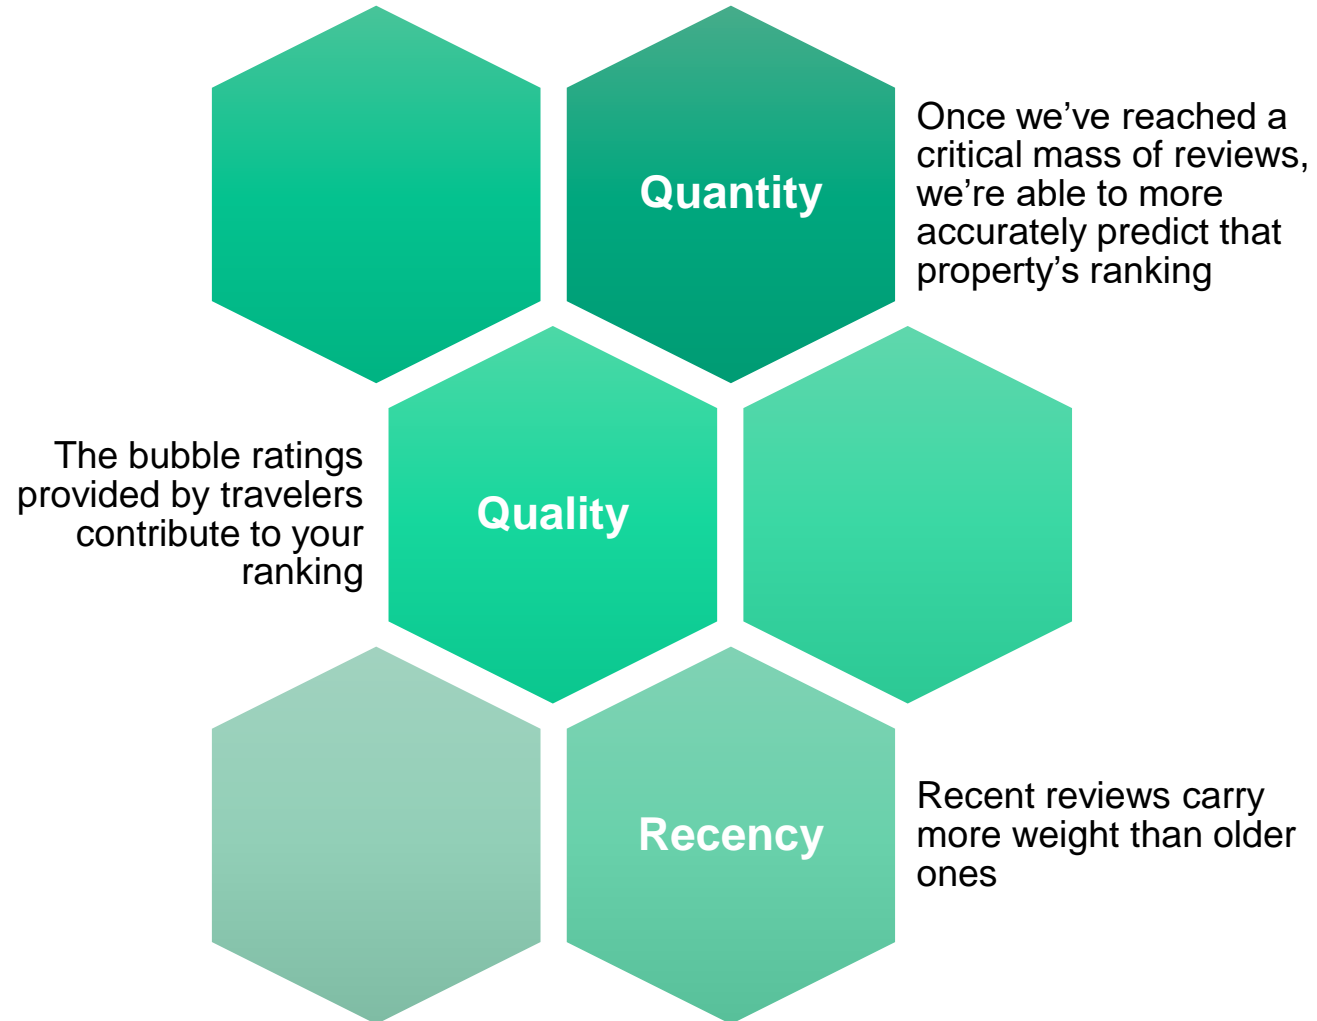 Quantity
Once we’ve reached a
critical mass of reviews,
we’re able to more
accurately predict that
property’s ranking
The bubble ratings
provided by travelers
contribute to your
ranking
Quality
Recency
Recent reviews carry
more weight than older
ones